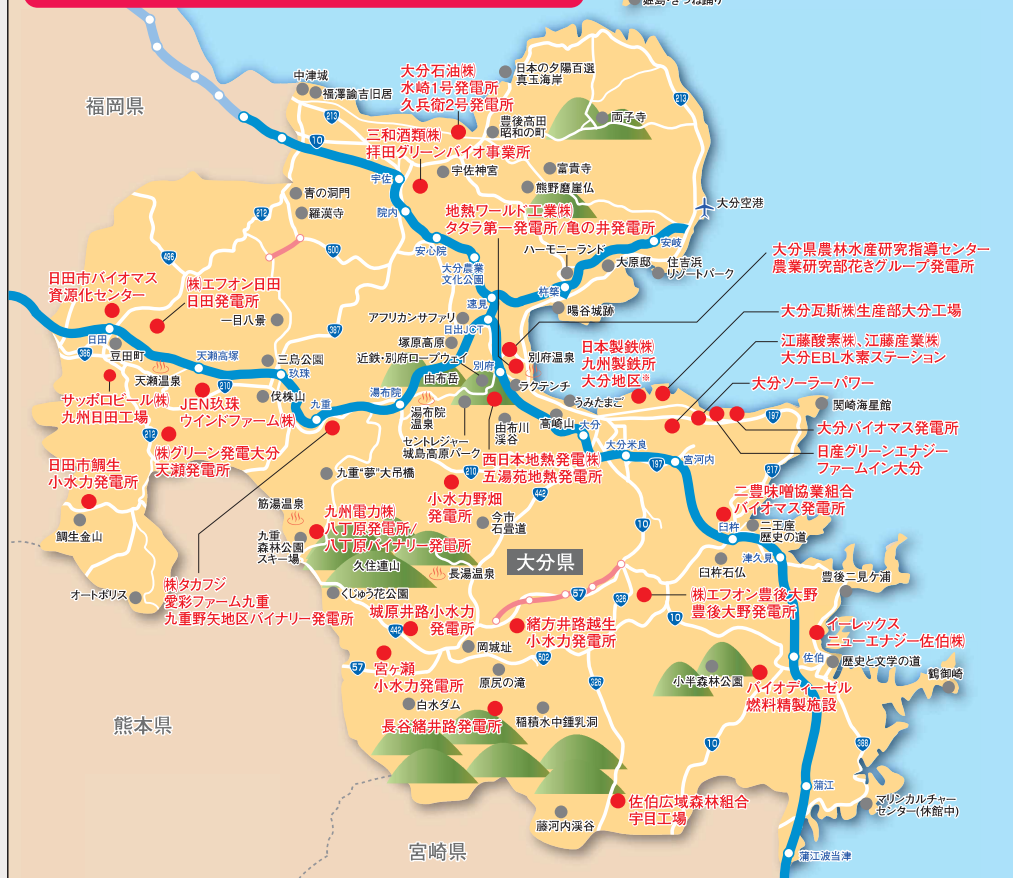 姫島・きつね踊り
中津城
福澤諭吉旧居
大分石油㈱
水崎1号発電所
久兵衛2号発電所
日本の夕陽百選
真玉海岸
213
福岡県
213
10
豊後高田
昭和の町
両子寺
三和酒類㈱
拝田グリーンバイオ事業所
宇佐
宇佐神宮
富貴寺
熊野磨崖仏
青の洞門
羅漢寺
212
院内
地熱ワールド工業㈱
タタラ第一発電所/亀の井発電所
大分空港
500
安心院
ハーモニーランド
安岐
496
大分農業
文化公園
大原邸
住吉浜
リゾートパーク
大分県農林水産研究指導センター
農業研究部花きグループ発電所
日田市バイオマス
資源化センター
㈱エフオン日田
日田発電所
速見
杵築
暘谷城跡
一目八景
387
アフリカンサファリ
日出JCT
大分瓦斯㈱生産部大分工場
日田
386
豆田町
天瀬高塚
塚原高原
近鉄・別府ロープウェイ
別府
別府温泉
日本製鉄㈱
九州製鉄所
大分地区※
江藤酸素㈱、江藤産業㈱
大分EBL水素ステーション
三島公園
玖珠
天瀬温泉
210
由布岳
ラクテンチ
大分ソーラーパワー
サッポロビール㈱
九州日田工場
JEN玖珠
ウインドファーム㈱
伐株山
九重
湯布院
湯布院
温泉
うみたまご
高崎山
大分
関崎海星館
197
大分バイオマス発電所
212
㈱グリーン発電大分
天瀬発電所
セントレジャー
城島高原パーク
由布川
渓谷
大分米良
197
宮河内
日産グリーンエナジー
ファームイン大分
日田市鯛生
小水力発電所
九重“夢”大吊橋
210
西日本地熱発電㈱
五湯苑地熱発電所
217
鯛生金山
筋湯温泉
九州電力㈱
八丁原発電所/
八丁原バイナリー発電所
小水力野畑
発電所
442
今市
石畳道
二豊味噌協業組合
バイオマス発電所
九重
森林公園
スキー場
10
臼杵
二王座
歴史の道
久住連山
長湯温泉
大分県
津久見
臼杵石仏
オートポリス
㈱タカフジ
愛彩ファーム九重
九重野矢地区バイナリー発電所
くじゅう花公園
57
326
㈱エフオン豊後大野
豊後大野発電所
豊後二見ケ浦
城原井路小水力
発電所
442
緒方井路越生
小水力発電所
10
イーレックス
ニューエナジー佐伯㈱
岡城址
502
宮ヶ瀬
小水力発電所
57
原尻の滝
326
小半森林公園
佐伯
歴史と文学の道
鶴御崎
バイオディーゼル
燃料精製施設
熊本県
白水ダム
長谷緒井路発電所
稲積水中鍾乳洞
10
388
蒲江
佐伯広域森林組合
宇目工場
マリンカルチャー
センター(休館中)
藤河内渓谷
宮崎県
蒲江波当津